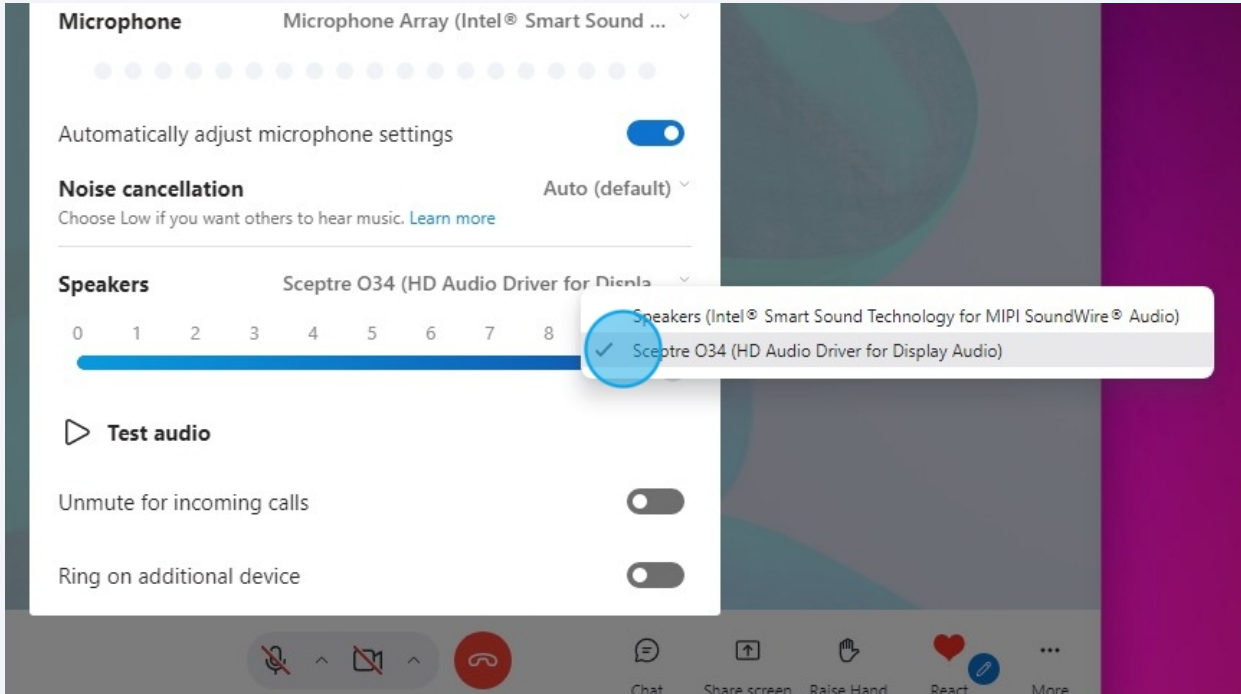 Microphone
Microphone Array (Intel® Smart Sound ...
Automatically adjust microphone settings
Noise cancellation
Auto (default)
Choose Low if you want others to hear music. Learn more
Speakers
Sceptre O34 (HD Audio Driver for Displa...
Speakers (Intel® Smart Sound Technology for MIPI SoundWire® Audio)
0 1 2 3 4 5 6 7 8
Sceptre O34 (HD Audio Driver for Display Audio)
Test audio
Unmute for incoming calls
Ring on additional device
Chat Share screen Raise Hand React More